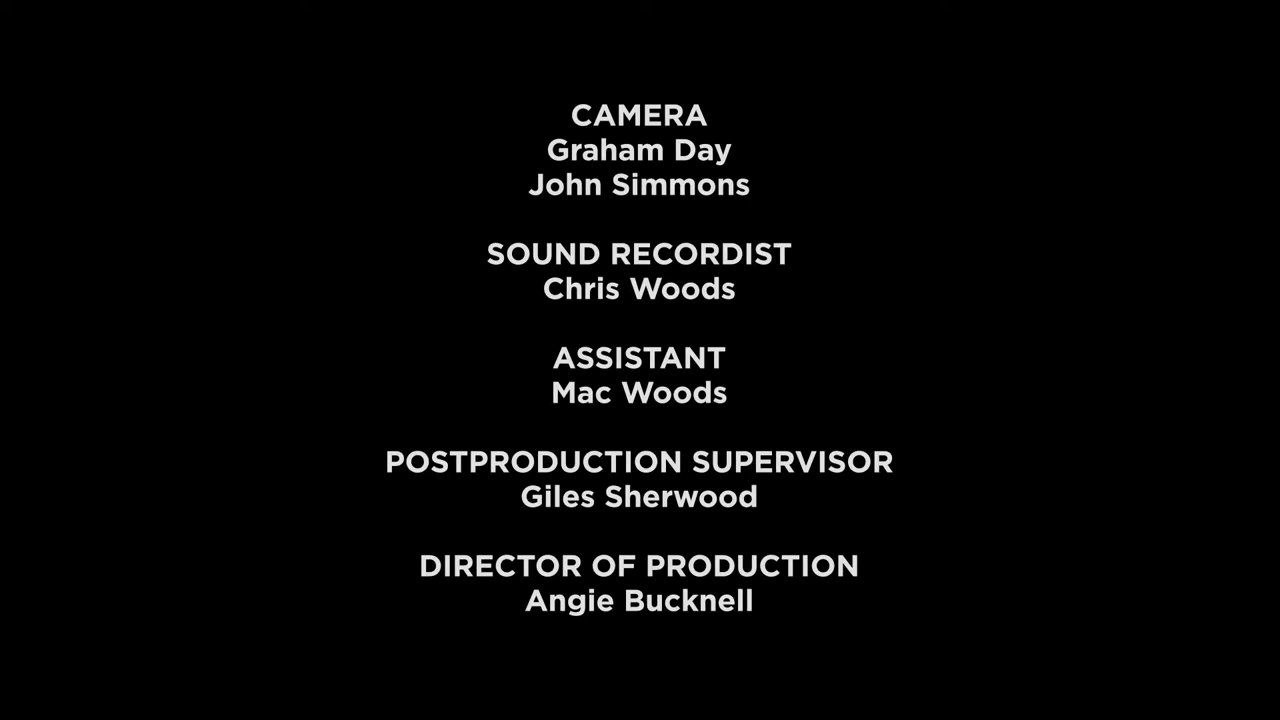 CAMERA
Graham Day
John Simmons
SOUND RECORDIST
Chris Woods
ASSISTANT
Mac Woods
POSTPRODUCTION SUPERVISOR
Giles Sherwood
DIRECTOR OF PRODUCTION
Angie Bucknell